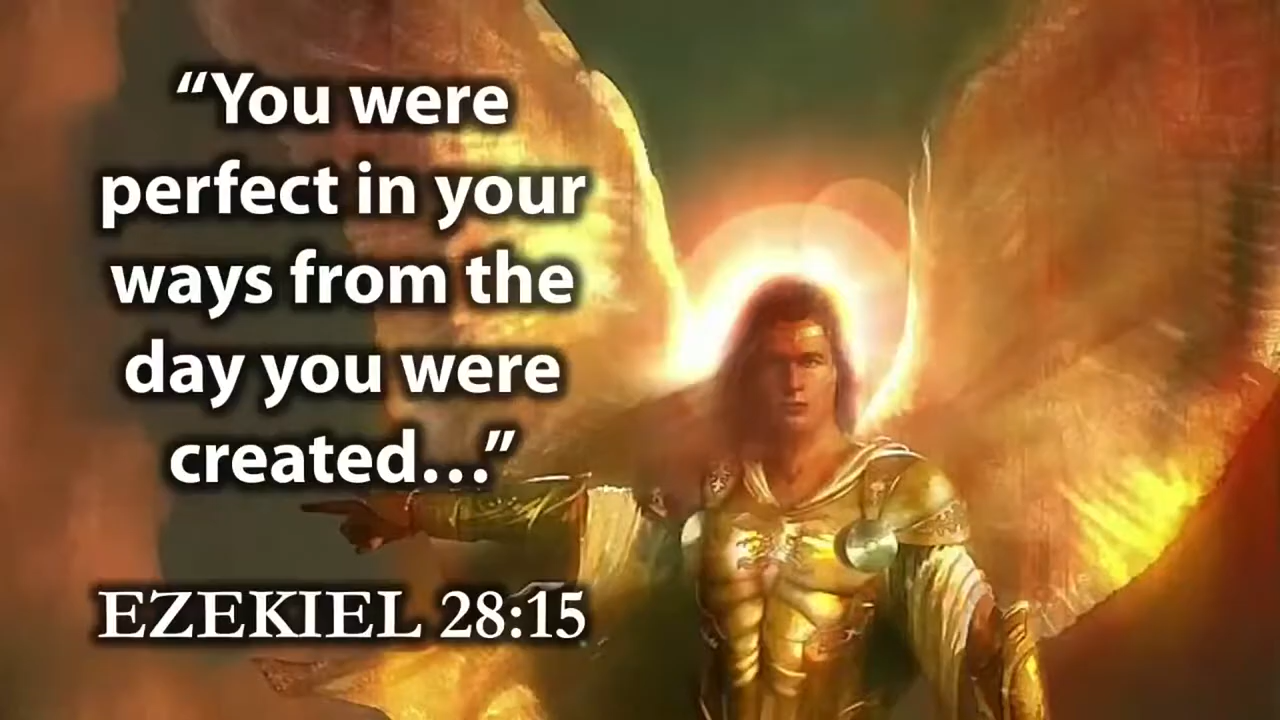 “You were
perfect in your
ways from the
day you were
created…”
EZEKIEL 28:15